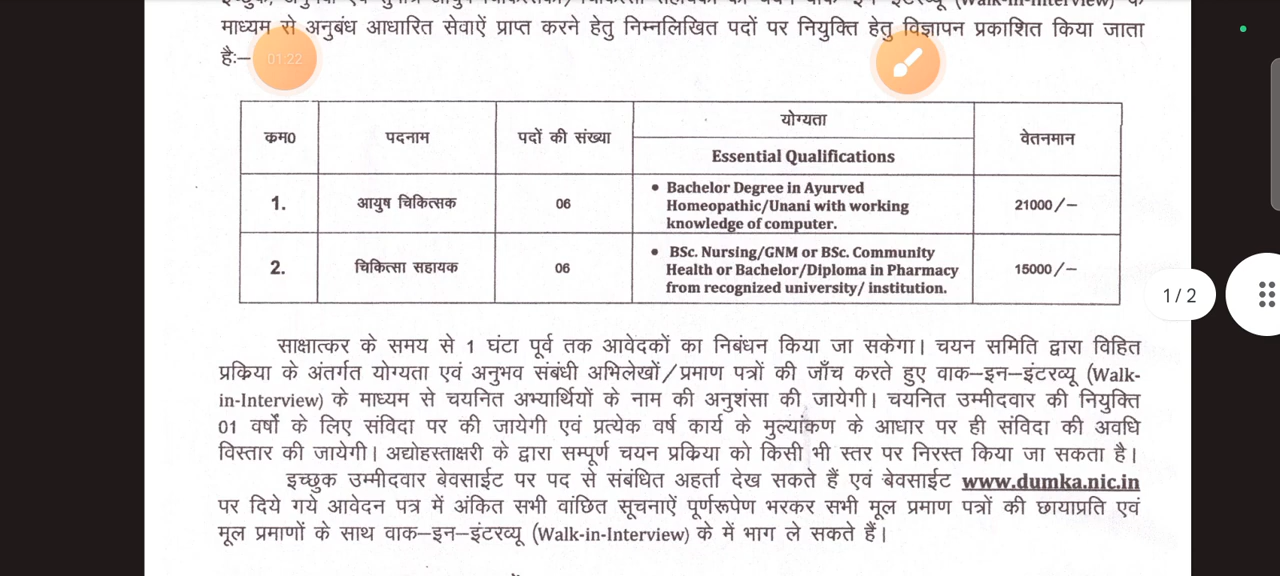 माध्यम से अनुबंध आधारित सेवाऐं प्राप्त करने हेतु निम्नलिखित पदों पर नियुक्ति हेतु विज्ञापन प्रकाशित किया जाता
है:–
01:22
क्रम0 पदनाम पदों की संख्या योग्यता वेतनमान
Essential Qualifications
1. आयुष चिकित्सक 06 • Bachelor Degree in Ayurved 21000/–
Homeopathic/Unani with working
knowledge of computer.
2. चिकित्सा सहायक 06 • BSc. Nursing/GNM or BSc. Community 15000/–
Health or Bachelor/Diploma in Pharmacy
from recognized university/ institution.
1 / 2
साक्षात्कर के समय से 1 घंटा पूर्व तक आवेदकों का निबंधन किया जा सकेगा। चयन समिति द्वारा विहित
प्रक्रिया के अंतर्गत योग्यता एवं अनुभव संबंधी अभिलेखों/प्रमाण पत्रों की जाँच करते हुए वाक–इन–इंटरव्यू (Walk-
in-Interview) के माध्यम से चयनित अभ्यार्थियों के नाम की अनुशंसा की जायेगी। चयनित उम्मीदवार की नियुक्ति
01 वर्षों के लिए संविदा पर की जायेगी एवं प्रत्येक वर्ष कार्य के मुल्यांकण के आधार पर ही संविदा की अवधि
विस्तार की जायेगी। अद्योहस्ताक्षरी के द्वारा सम्पूर्ण चयन प्रक्रिया को किसी भी स्तर पर निरस्त किया जा सकता है।
इच्छुक उम्मीदवार बेवसाईट पर पद से संबंधित अहर्ता देख सकते हैं एवं बेवसाईट www.dumka.nic.in
पर दिये गये आवेदन पत्र में अंकित सभी वांछित सूचनाऐं पूर्णरूपेण भरकर सभी मूल प्रमाण पत्रों की छायाप्रति एवं
मूल प्रमाणों के साथ वाक–इन–इंटरव्यू (Walk-in-Interview) के में भाग ले सकते हैं।